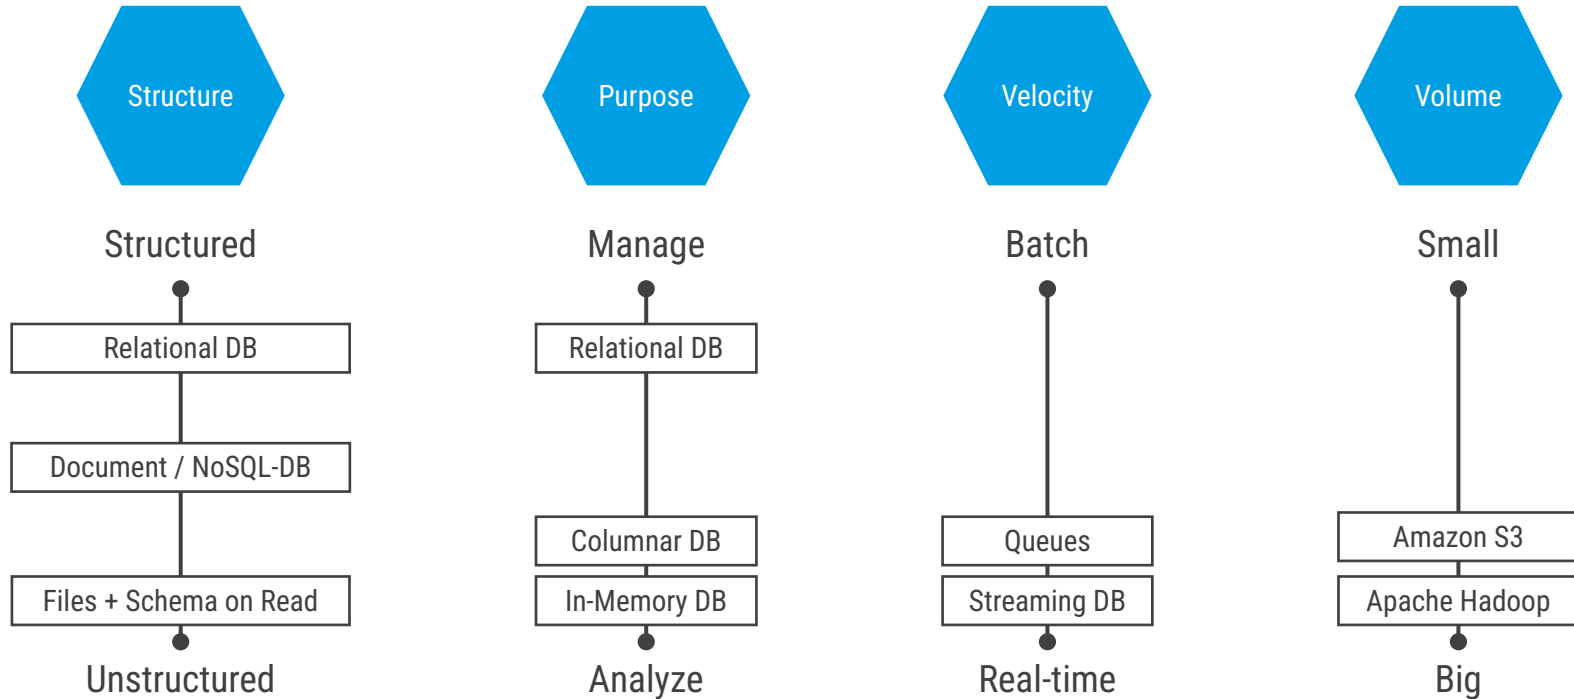 Structure
Purpose
Velocity
Volume
Structured
Manage
Batch
Small
Relational DB
Relational DB
Document / NoSQL-DB
Columnar DB
Queues
Amazon S3
Files + Schema on Read
In-Memory DB
Streaming DB
Apache Hadoop
Unstructured
Analyze
Real-time
Big